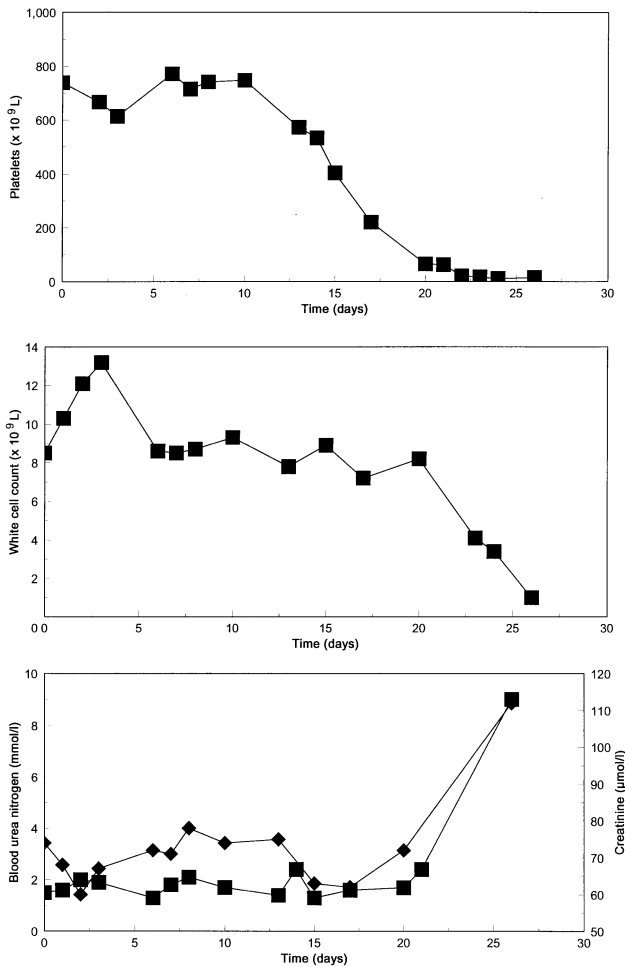 1,000
800
600
400
200
0
Platelets (x 10 9 L)
0 5 10 15 20 25 30
Time (days)
14
12
10
8
6
4
2
0
White cell count (x 10 9 L)
0 5 10 15 20 25 30
Time (days)
10
8
6
4
2
0
Blood urea nitrogen (mmol/l)
120
110
100
90
80
70
60
50
Creatinine (µmol/l)
0 5 10 15 20 25 30
Time (days)